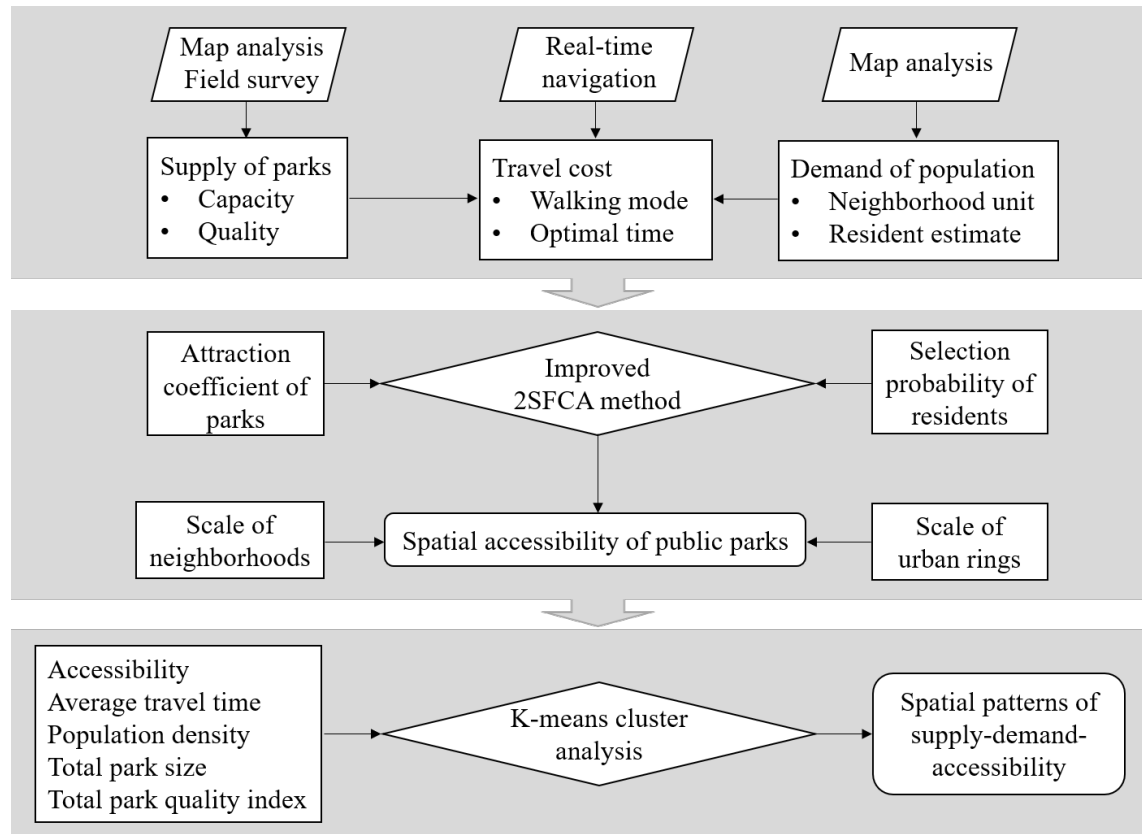 Map analysis
Field survey
Real-time
navigation
Map analysis
Supply of parks
• Capacity
• Quality
Travel cost
• Walking mode
• Optimal time
Demand of population
• Neighborhood unit
• Resident estimate
Attraction
coefficient of
parks
Improved
2SFCA method
Selection
probability of
residents
Scale of
neighborhoods
Spatial accessibility of public parks
Scale of
urban rings
Accessibility
Average travel time
Population density
Total park size
Total park quality index
K-means cluster
analysis
Spatial patterns of
supply-demand-
accessibility